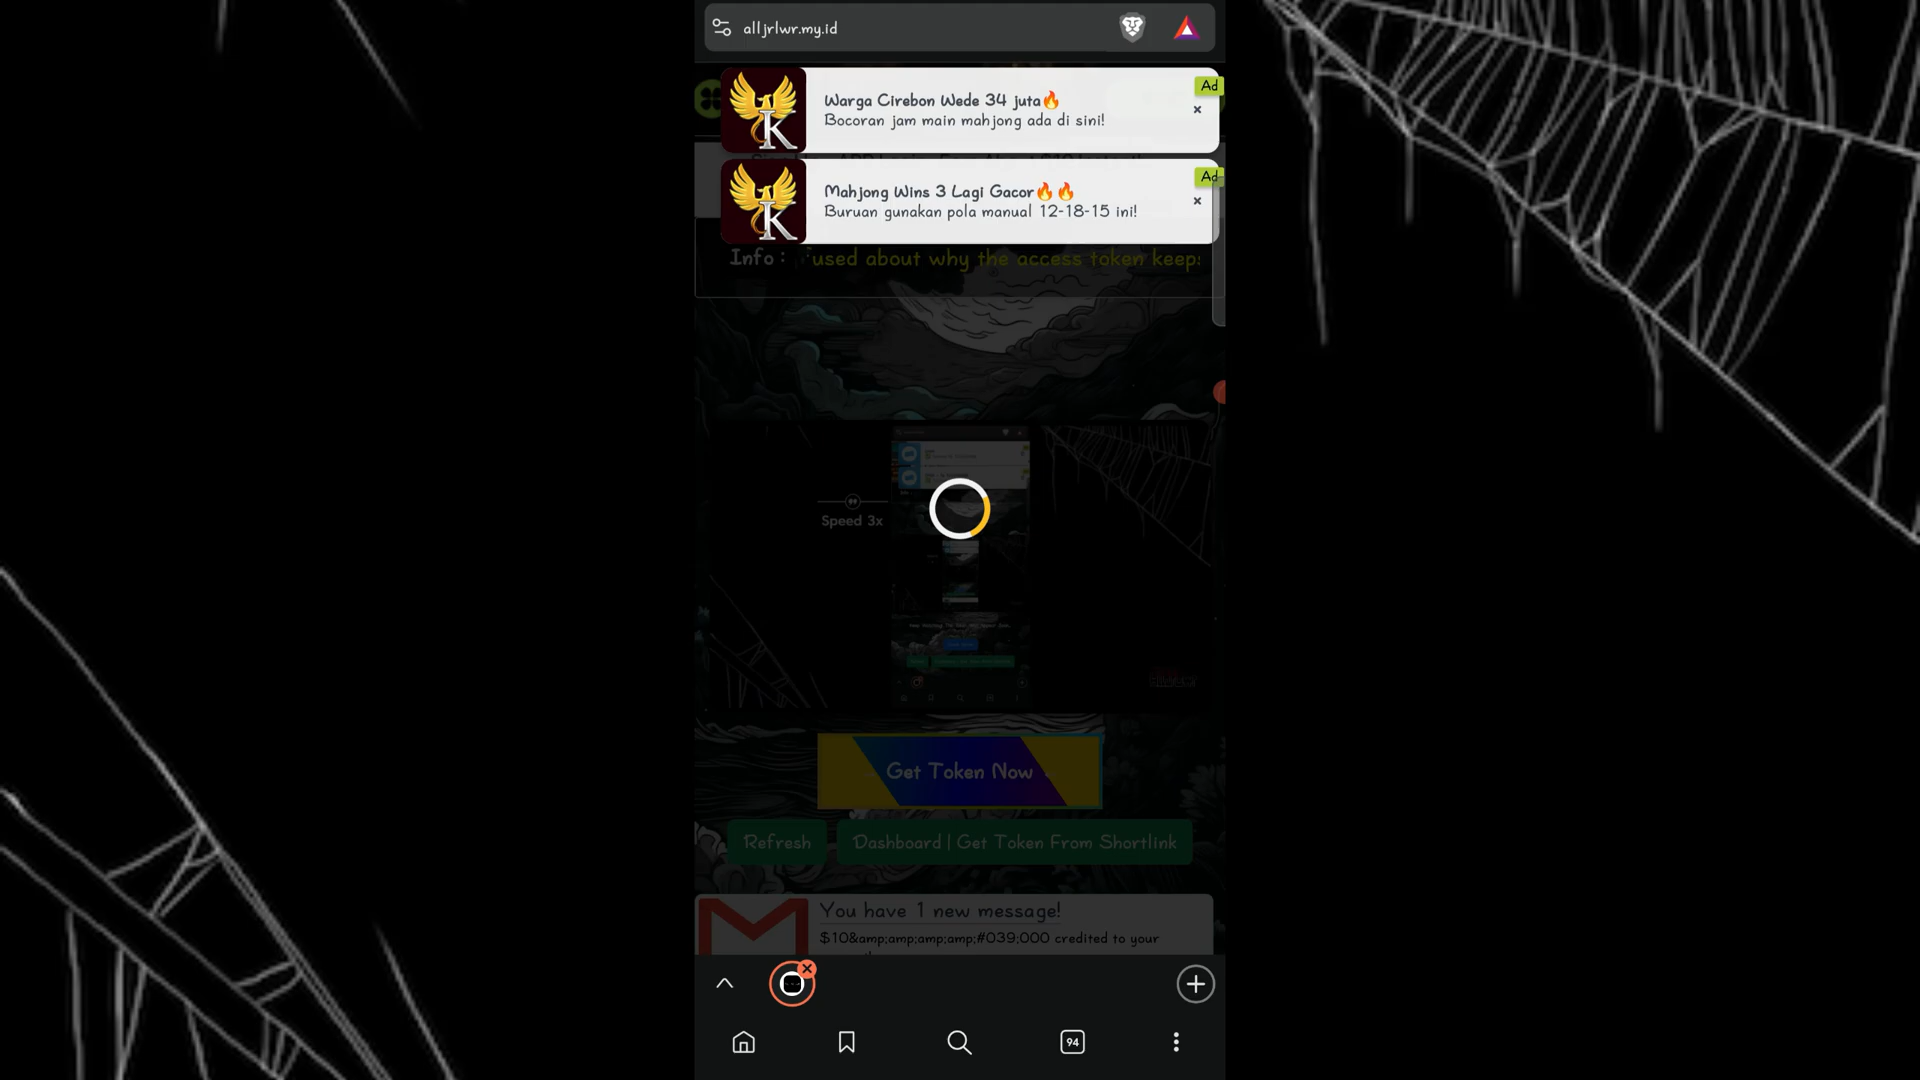 alljrlwr.my.id
Ad
Warga Cirebon Wede 34 juta🔥
Bocoran jam main mahjong ada di sini!
Ad
Mahjong Wins 3 Lagi Gacor🔥🔥
Buruan gunakan pola manual 12-18-15 ini!
Info : fused about why the access token keeps
Speed 3x
Get Token Now
Refresh
Dashboard | Get Token From Shortlink
You have 1 new message!
$10&amp;amp;amp;amp;#039;000 credited to your
94